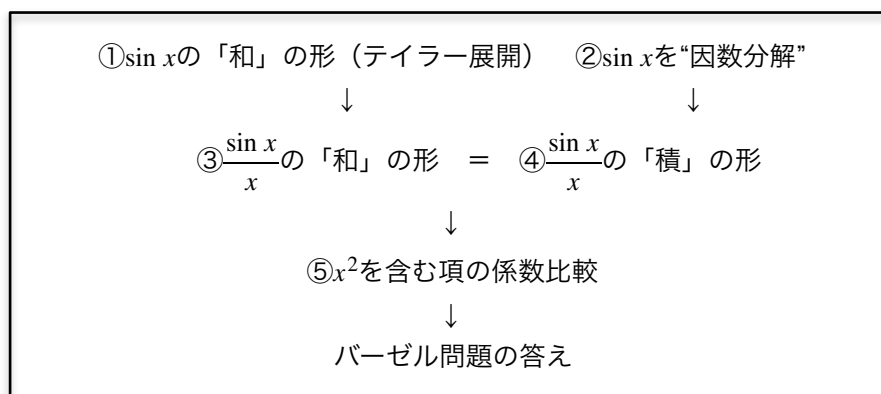 ①sin xの「和」の形（テイラー展開） ②sin xを“因数分解”
↓ ↓
③sin x/xの「和」の形 ＝ ④sin x/xの「積」の形
↓
⑤x²を含む項の係数比較
↓
バーゼル問題の答え